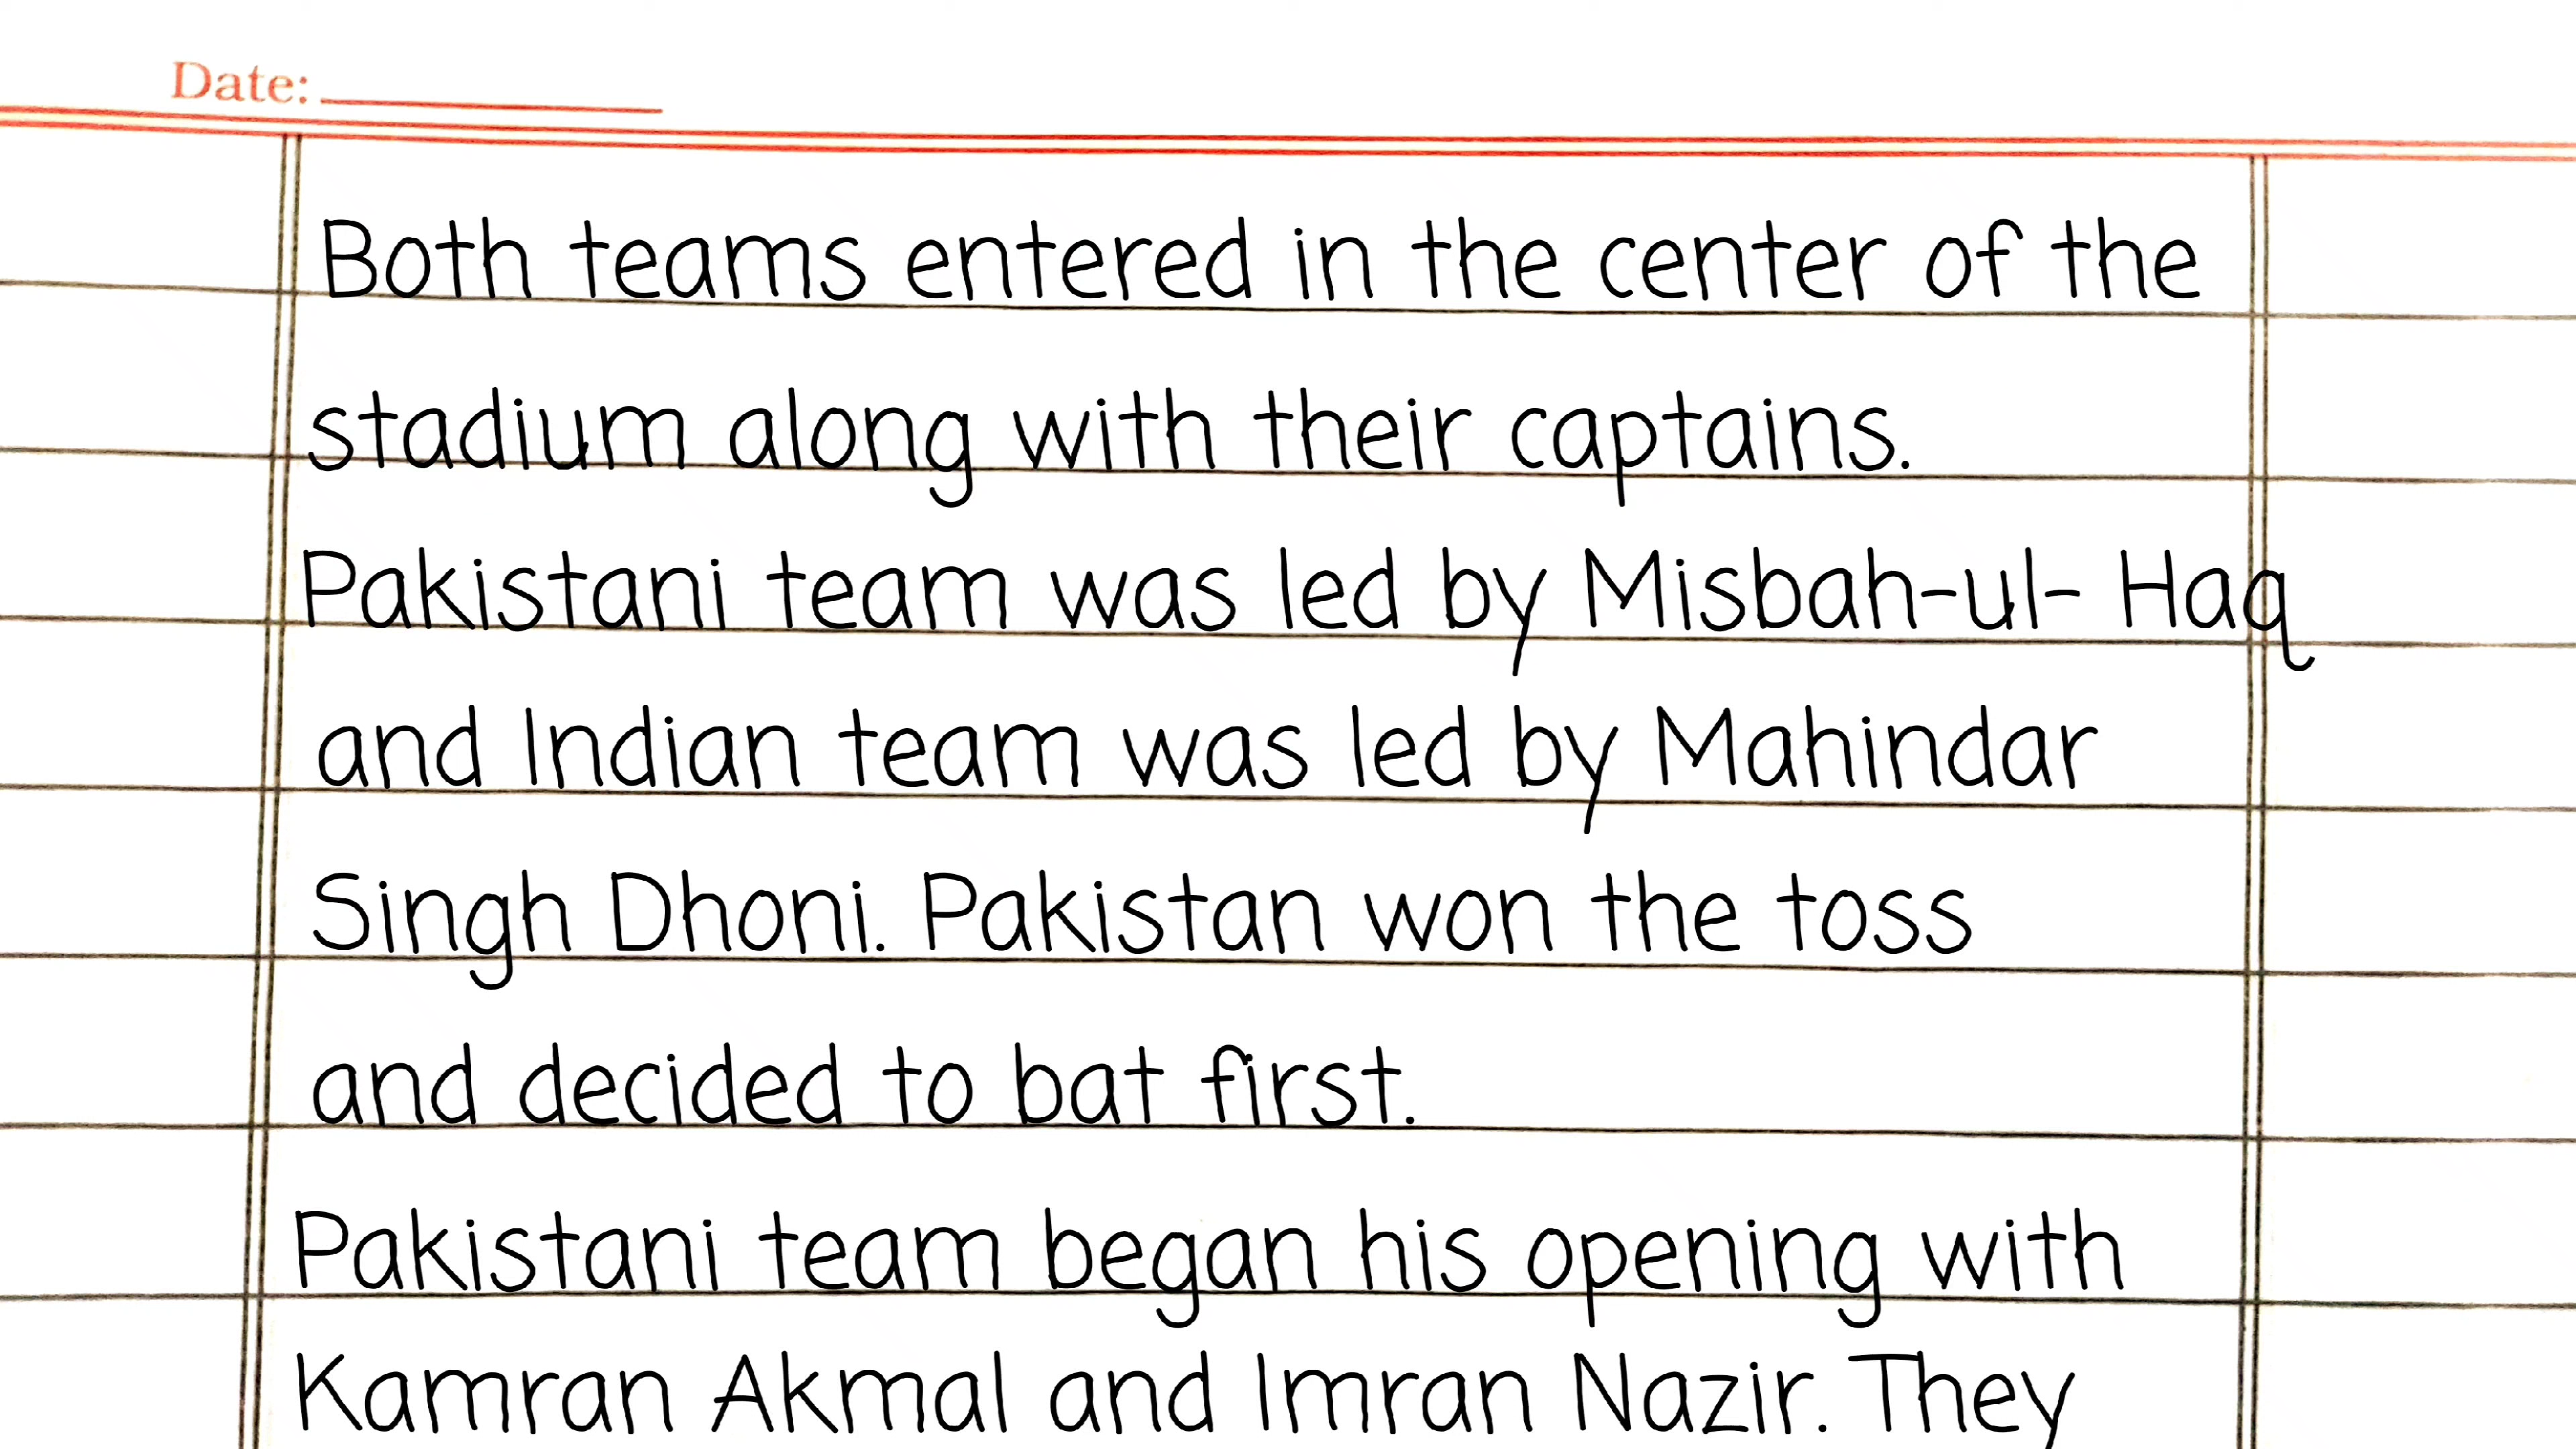 Date:
Both teams entered in the center of the
stadium along with their captains.
Pakistani team was led by Misbah-ul- Haq
and Indian team was led by Mahindar
Singh Dhoni. Pakistan won the toss
and decided to bat first.
Pakistani team began his opening with
Kamran Akmal and Imran Nazir. They